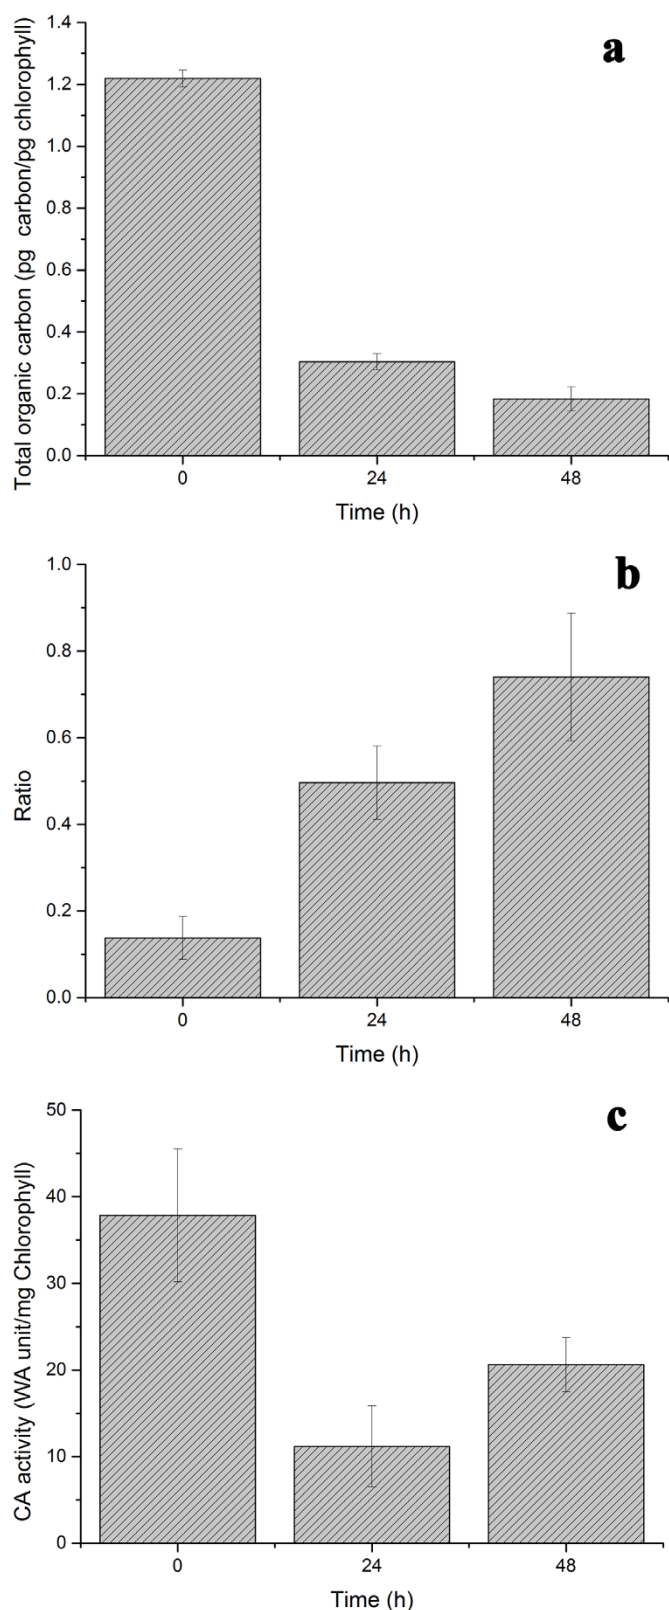 a
Total organic carbon (pg carbon/pg chlorophyll)
1.4
1.2
1.0
0.8
0.6
0.4
0.2
0.0
0 24 48
Time (h)
b
Ratio
1.0
0.8
0.6
0.4
0.2
0.0
0 24 48
Time (h)
c
CA activity (WA unit/mg Chlorophyll)
50
40
30
20
10
0
0 24 48
Time (h)